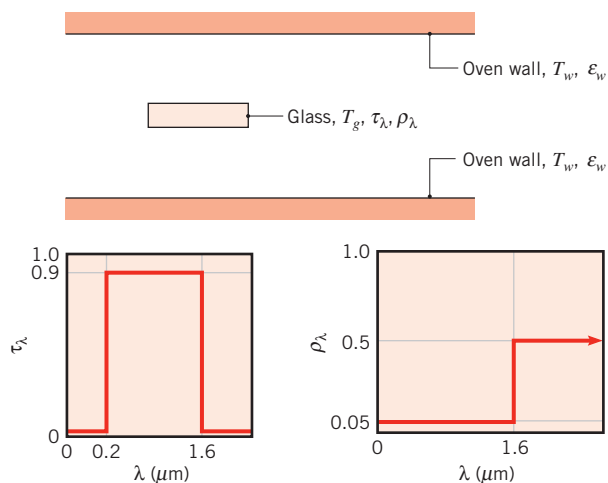 Oven wall, T_w, ε_w
Glass, T_g, τ_λ, ρ_λ
Oven wall, T_w, ε_w
1.0
0.9
τ_λ
0
0 0.2 1.6
λ (μm)
1.0
0.5
ρ_λ
0.05
0 1.6
λ (μm)